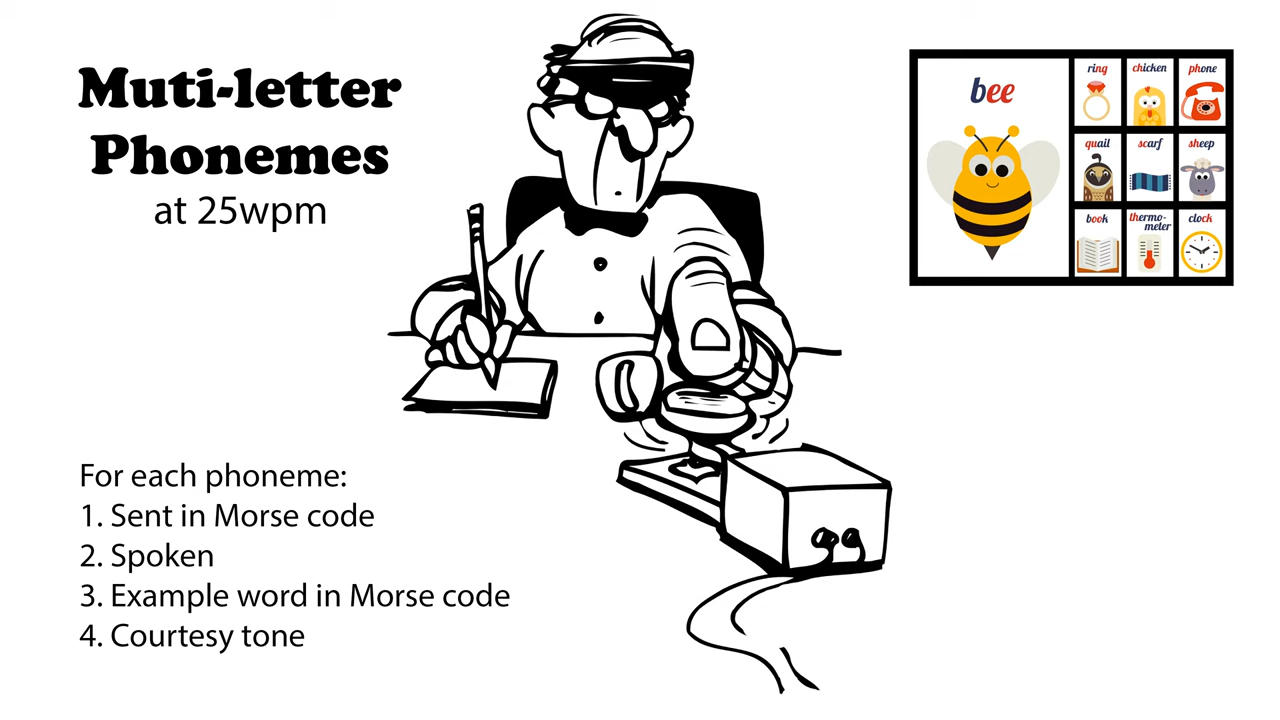 Muti-letter
Phonemes
at 25wpm
bee
ring
chicken
phone
quail
scarf
sheep
book
thermo-
meter
clock
For each phoneme:
1. Sent in Morse code
2. Spoken
3. Example word in Morse code
4. Courtesy tone